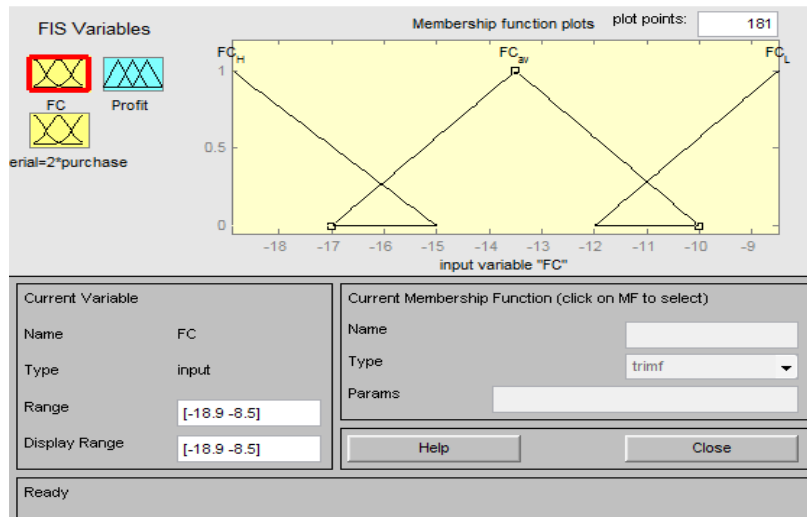 FIS Variables
FC
Profit
erial=2*purchase
Membership function plots
plot points:
181
FC_H
FC_av
FC_L
1
0.5
0
-18 -17 -16 -15 -14 -13 -12 -11 -10 -9
input variable "FC"
Current Variable
Name FC
Type input
Range [-18.9 -8.5]
Display Range [-18.9 -8.5]
Current Membership Function (click on MF to select)
Name
Type trimf
Params
Help Close
Ready